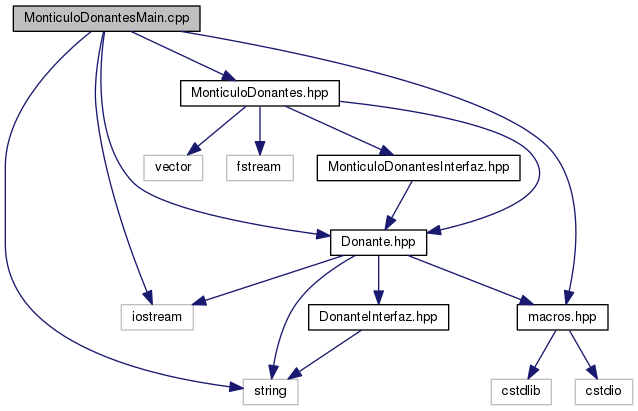 MonticuloDonantesMain.cpp
MonticuloDonantes.hpp
vector
fstream
MonticuloDonantesInterfaz.hpp
Donante.hpp
iostream
DonanteInterfaz.hpp
macros.hpp
string
cstdlib
cstdio